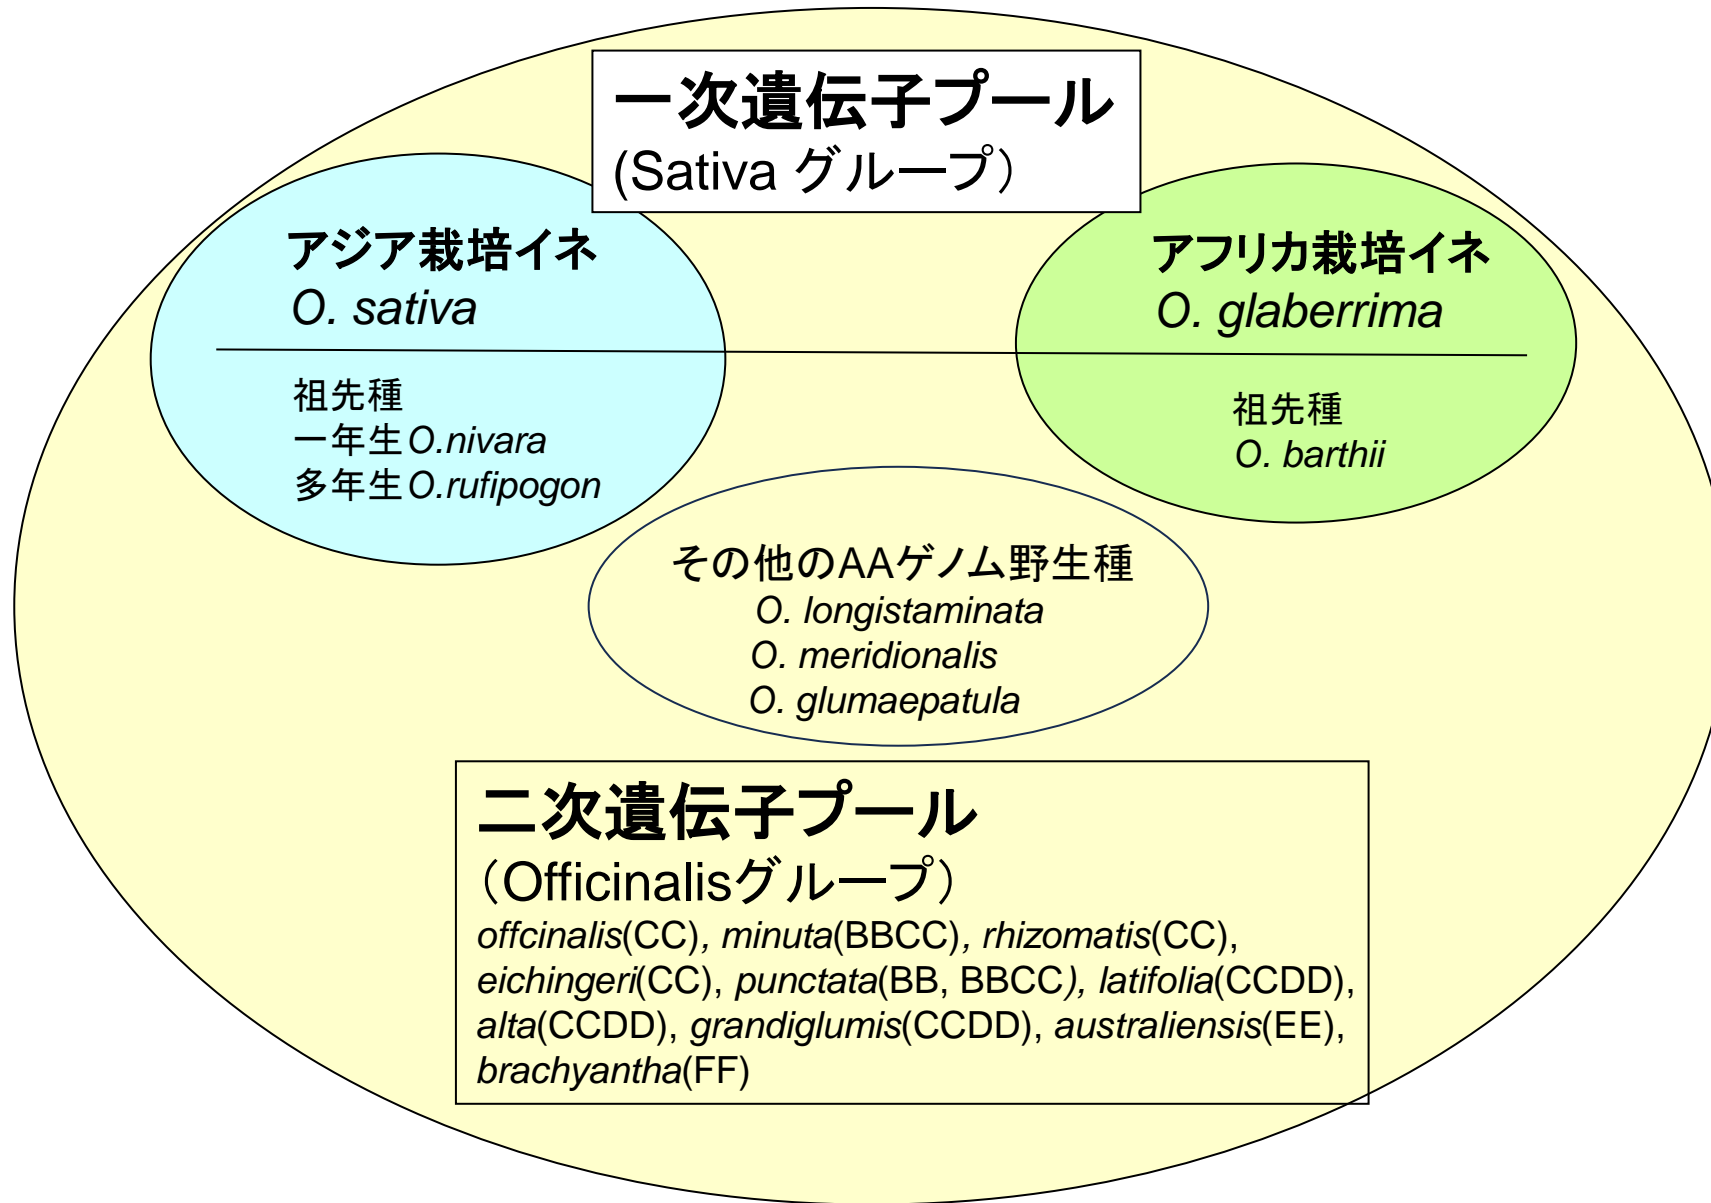 一次遺伝子プール
(Sativa グループ）
アジア栽培イネ
O. sativa
祖先種
一年生O.nivara
多年生O.rufipogon
アフリカ栽培イネ
O. glaberrima
祖先種
O. barthii
その他のAAゲノム野生種
O. longistaminata
O. meridionalis
O. glumaepatula
二次遺伝子プール
（Officinalisグループ）
offcinalis(CC), minuta(BBCC), rhizomatis(CC),
eichingeri(CC), punctata(BB, BBCC), latifolia(CCDD),
alta(CCDD), grandiglumis(CCDD), australiensis(EE),
brachyantha(FF)